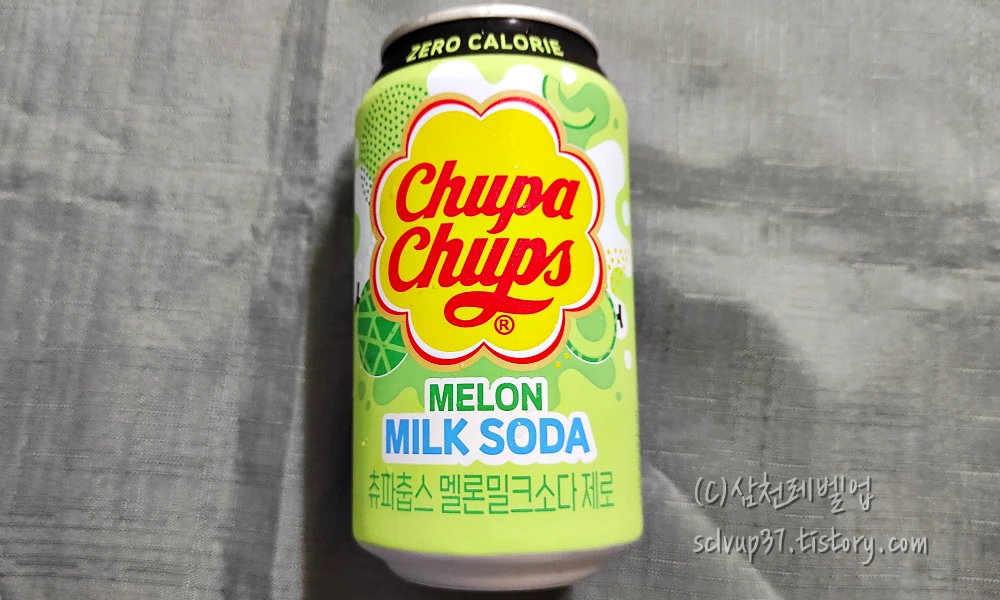 ZERO CALORIE
Chupa
Chups
®
MELON
MILK SODA
츄파춥스 멜론밀크소다 제로
(C)삼천레벨업
sclvup37.tistory.com